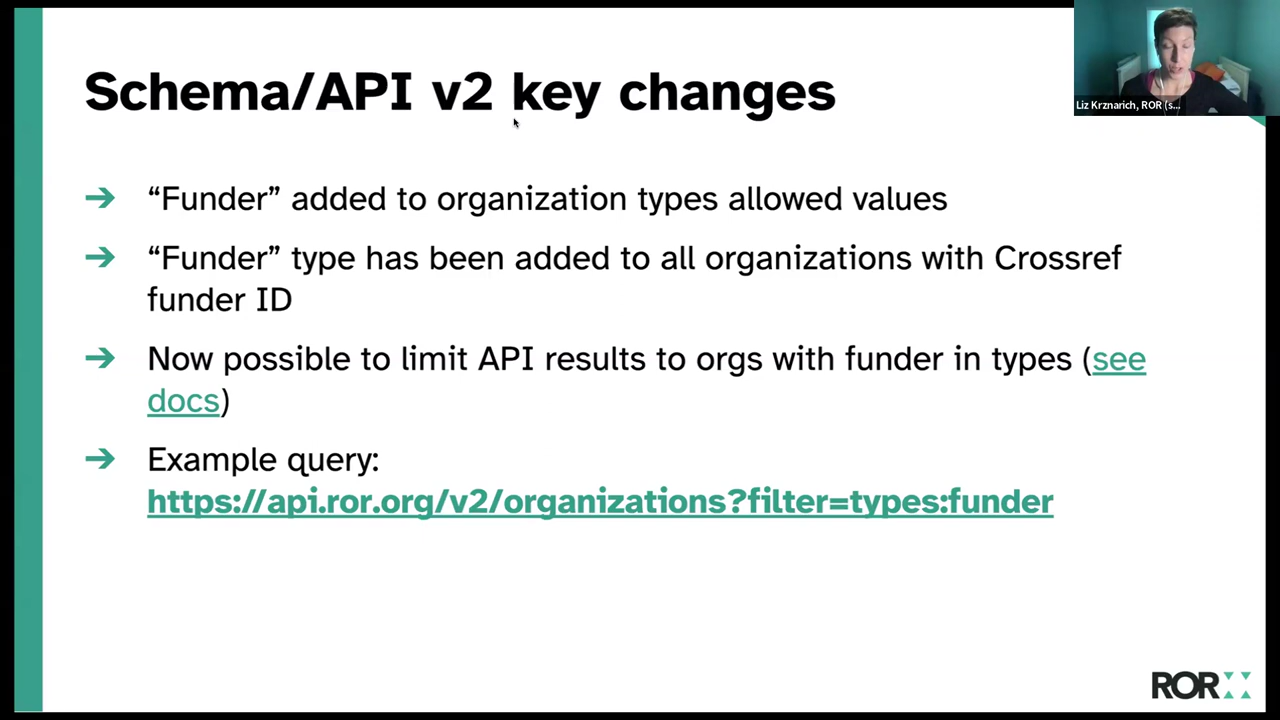 Schema/API v2 key changes
Liz Krznarich, ROR (s...
➔ “Funder” added to organization types allowed values
➔ “Funder” type has been added to all organizations with Crossref
funder ID
➔ Now possible to limit API results to orgs with funder in types (see
docs)
➔ Example query:
https://api.ror.org/v2/organizations?filter=types:funder
ROR